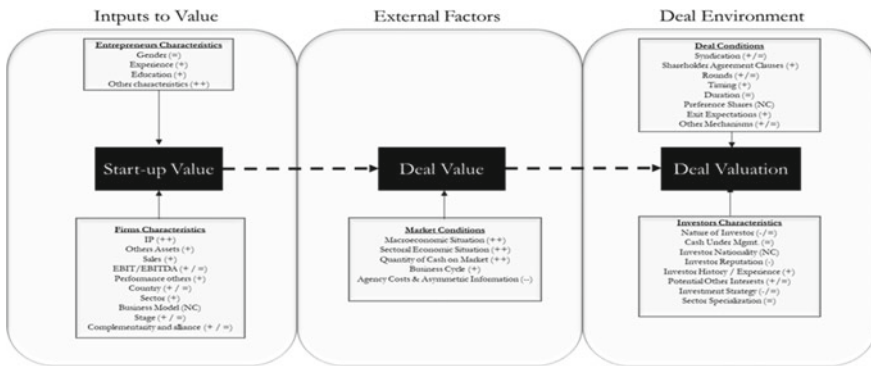 Intputs to Value
External Factors
Deal Environment
Entrepreneurs Characteristics
Gender (=)
Experience (+)
Education (+)
Other characteristics (++)
Start-up Value
Firms Characteristics
IP (++)
Others Assets (+)
Sales (+)
EBIT/EBITDA (+ / =)
Performance others (+)
Country (+ / =)
Sector (+)
Business Model (NC)
Stage (+ / =)
Complementarity and alliance (+ / =)
Deal Value
Market Conditions
Macroeconomic Situation (++)
Sectoral Economic Situation (++)
Quantity of Cash on Market (++)
Business Cycle (+)
Agency Costs & Asymmetric Information (--)
Deal Conditions
Syndication (+/=)
Shareholder Agreement Clauses (+)
Rounds (+/=)
Timing (+)
Duration (=)
Preference Shares (NC)
Exit Expectations (+)
Other Mechanisms (+/=)
Deal Valuation
Investors Characteristics
Nature of Investor (-/=)
Cash Under Mgmt. (=)
Investor Nationality (NC)
Investor Reputation (-)
Investor History / Experience (+)
Potential Other Interests (+/=)
Investment Strategy (-/=)
Sector Specialization (=)